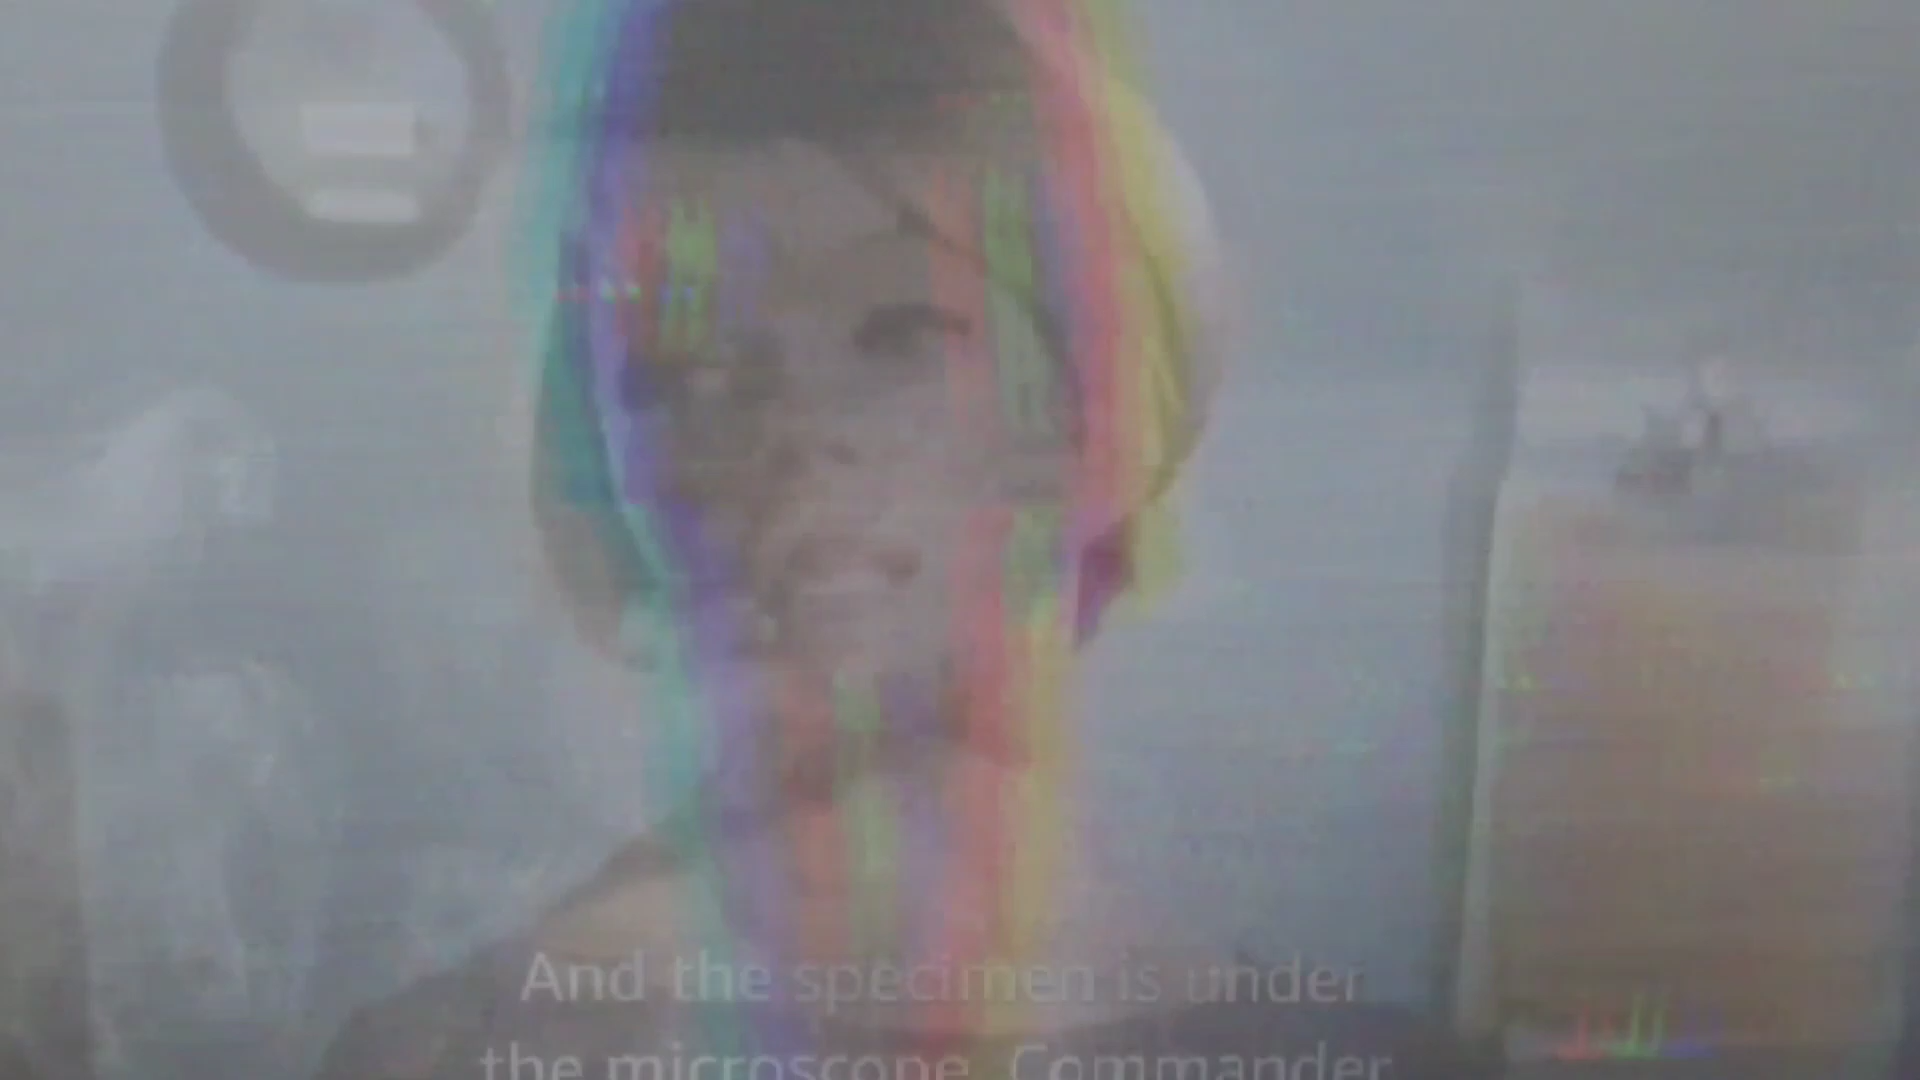 And the specimen is under
the microscope, Commander